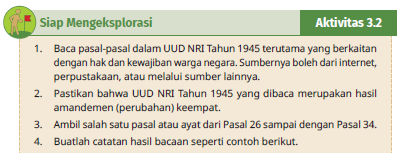 Siap Mengeksplorasi
Aktivitas 3.2
1. Baca pasal-pasal dalam UUD NRI Tahun 1945 terutama yang berkaitan
dengan hak dan kewajiban warga negara. Sumbernya boleh dari internet,
perpustakaan, atau melalui sumber lainnya.
2. Pastikan bahwa UUD NRI Tahun 1945 yang dibaca merupakan hasil
amandemen (perubahan) keempat.
3. Ambil salah satu pasal atau ayat dari Pasal 26 sampai dengan Pasal 34.
4. Buatlah catatan hasil bacaan seperti contoh berikut.